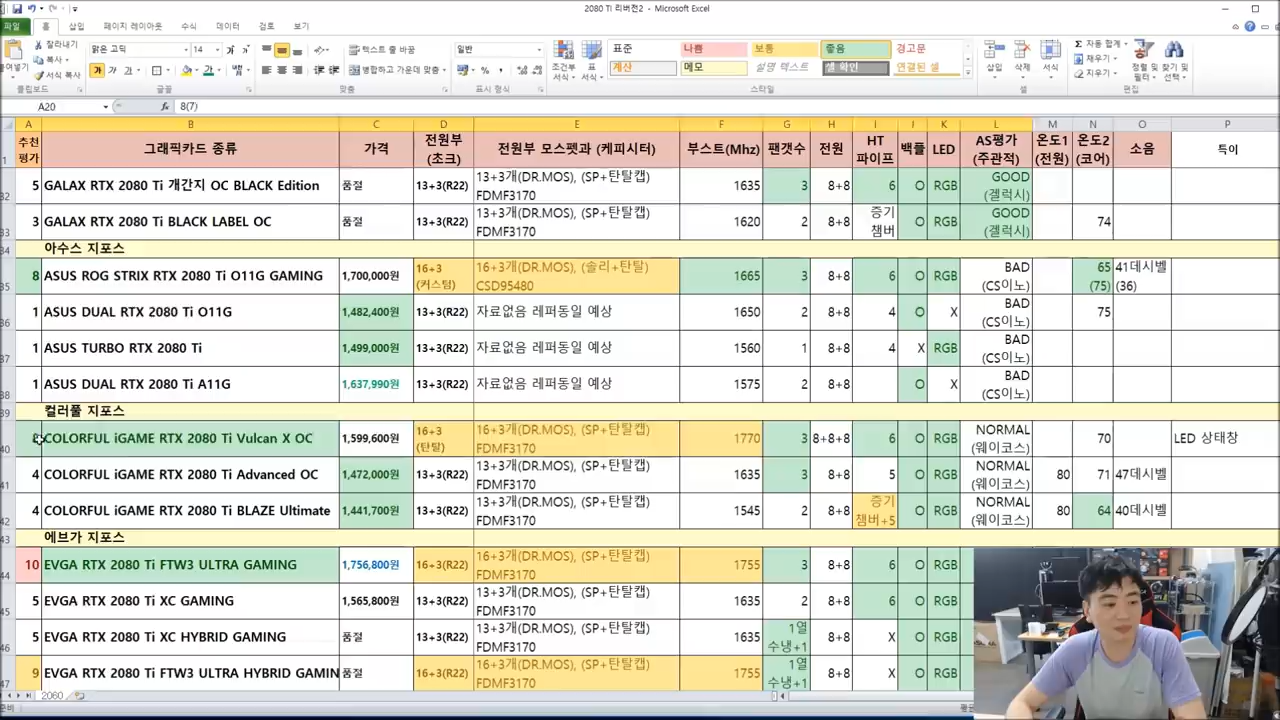 2080 TI 리버전2 - Microsoft Excel
파일 홈 삽입 페이지 레이아웃 수식 데이터 검토 보기
잘라내기 맑은 고딕 14 텍스트 줄 바꿈 일반 표준 나쁨 보통 좋음 경고문 자동 합계
복사 채우기
서식 복사 가 병합하고 가운데 맞춤 조건부 서식 표 서식 계산 메모 설명 텍스트 셀 확인 연결된 셀 삽입 삭제 서식 지우기 정렬 및 필터 찾기 및 선택
클립보드 글꼴 맞춤 표시 형식 스타일 셀 편집
A20 fx 8(7)
A B C D E F G H I J K L M N O P
1 추천 평가 그래픽카드 종류 가격 전원부 (초크) 전원부 모스펫과 (케피시터) 부스트(Mhz) 팬갯수 전원 HT 파이프 백플 LED AS평가 (주관적) 온도1 (전원) 온도2 (코어) 소음 특이
32 5 GALAX RTX 2080 Ti 개간지 OC BLACK Edition 품절 13+3(R22) 13+3개(DR.MOS), (SP+탄탈캡) FDMF3170 1635 3 8+8 6 O RGB GOOD (겔럭시)
33 3 GALAX RTX 2080 Ti BLACK LABEL OC 품절 13+3(R22) 13+3개(DR.MOS), (SP+탄탈캡) FDMF3170 1620 2 8+8 증기 챔버 O RGB GOOD (겔럭시) 74
34 아수스 지포스
35 8 ASUS ROG STRIX RTX 2080 Ti O11G GAMING 1,700,000원 16+3 (커스텀) 16+3개(DR.MOS), (솔리+탄탈) CSD95480 1665 3 8+8 6 O RGB BAD (CS이노) 65 (75) 41데시벨 (36)
36 1 ASUS DUAL RTX 2080 Ti O11G 1,482,400원 13+3(R22) 자료없음 레퍼동일 예상 1650 2 8+8 4 O X BAD (CS이노) 75
37 1 ASUS TURBO RTX 2080 Ti 1,499,000원 13+3(R22) 자료없음 레퍼동일 예상 1560 1 8+8 4 X RGB BAD (CS이노)
38 1 ASUS DUAL RTX 2080 Ti A11G 1,637,990원 13+3(R22) 자료없음 레퍼동일 예상 1575 2 8+8 O X BAD (CS이노)
39 컬러풀 지포스
40 8 COLORFUL iGAME RTX 2080 Ti Vulcan X OC 1,599,600원 16+3 (탄탈) 16+3개(DR.MOS), (SP+탄탈캡) FDMF3170 1770 3 8+8+8 6 O RGB NORMAL (웨이코스) 70 LED 상태창
41 4 COLORFUL iGAME RTX 2080 Ti Advanced OC 1,472,000원 13+3(R22) 13+3개(DR.MOS), (SP+탄탈캡) FDMF3170 1635 3 8+8 5 O RGB NORMAL (웨이코스) 80 71 47데시벨
42 4 COLORFUL iGAME RTX 2080 Ti BLAZE Ultimate 1,441,700원 13+3(R22) 13+3개(DR.MOS), (SP+탄탈캡) FDMF3170 1545 2 8+8 증기 챔버+5 O RGB NORMAL (웨이코스) 80 64 40데시벨
43 에브가 지포스
44 10 EVGA RTX 2080 Ti FTW3 ULTRA GAMING 1,756,800원 16+3(R22) 16+3개(DR.MOS), (SP+탄탈캡) FDMF3170 1755 3 8+8 6 O RGB
45 5 EVGA RTX 2080 Ti XC GAMING 1,565,800원 13+3(R22) 13+3개(DR.MOS), (SP+탄탈캡) FDMF3170 1635 2 8+8 6 O RGB
46 5 EVGA RTX 2080 Ti XC HYBRID GAMING 품절 13+3(R22) 13+3개(DR.MOS), (SP+탄탈캡) FDMF3170 1635 1열 수냉+1 8+8 X O RGB
47 9 EVGA RTX 2080 Ti FTW3 ULTRA HYBRID GAMIN 품절 16+3(R22) 16+3개(DR.MOS), (SP+탄탈캡) FDMF3170 1755 1열 수냉+1 8+8 X O RGB
2060